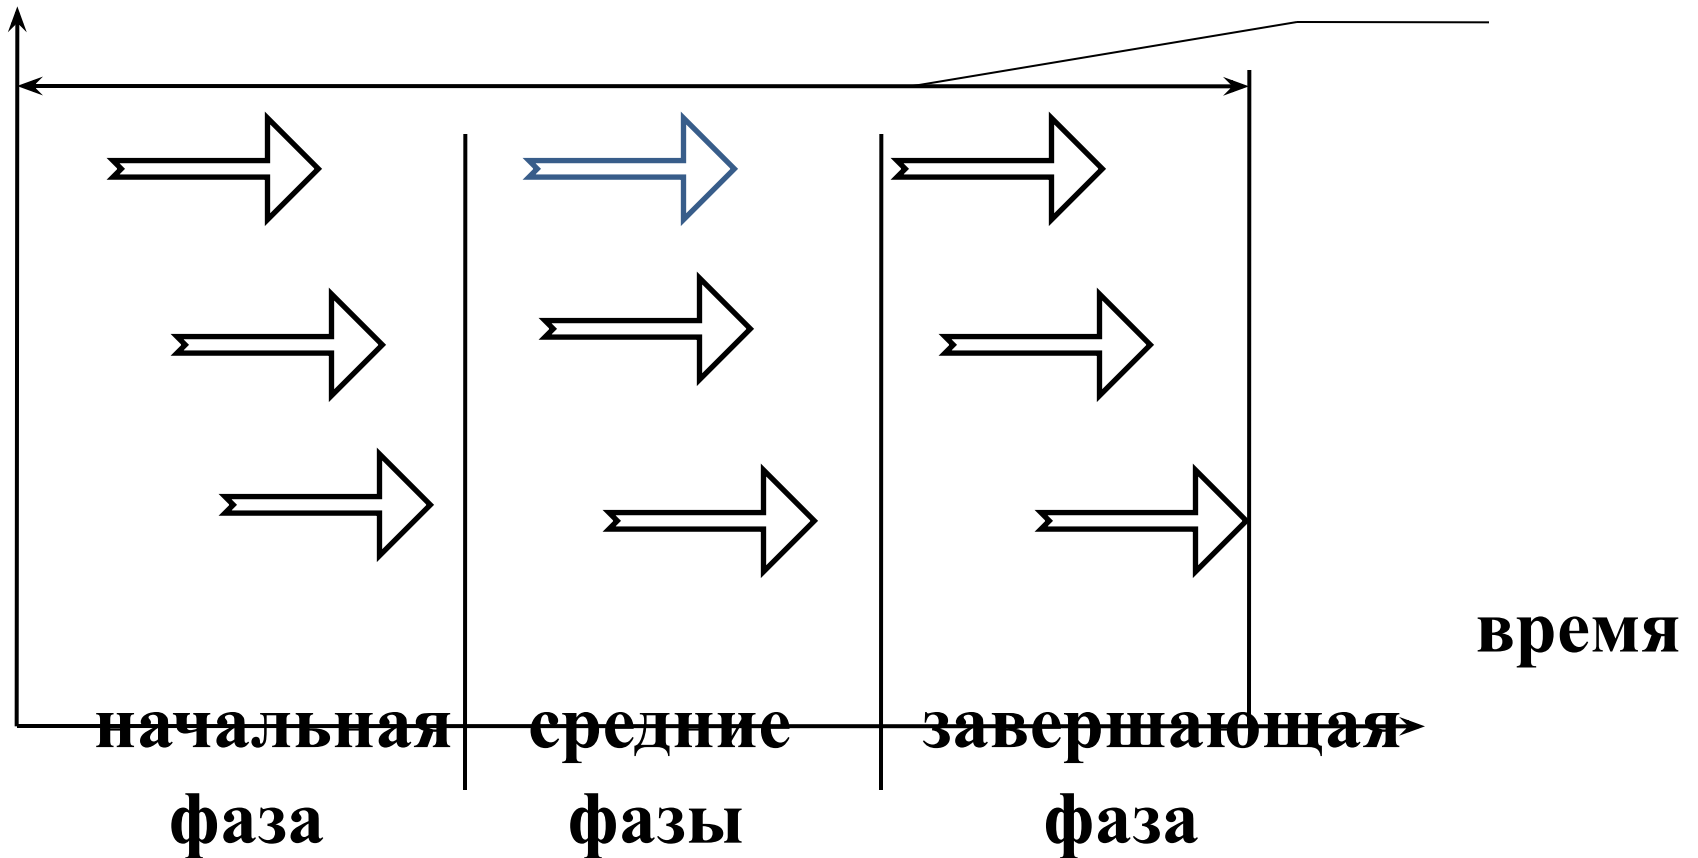 время
начальная средние завершающая
фаза фазы фаза